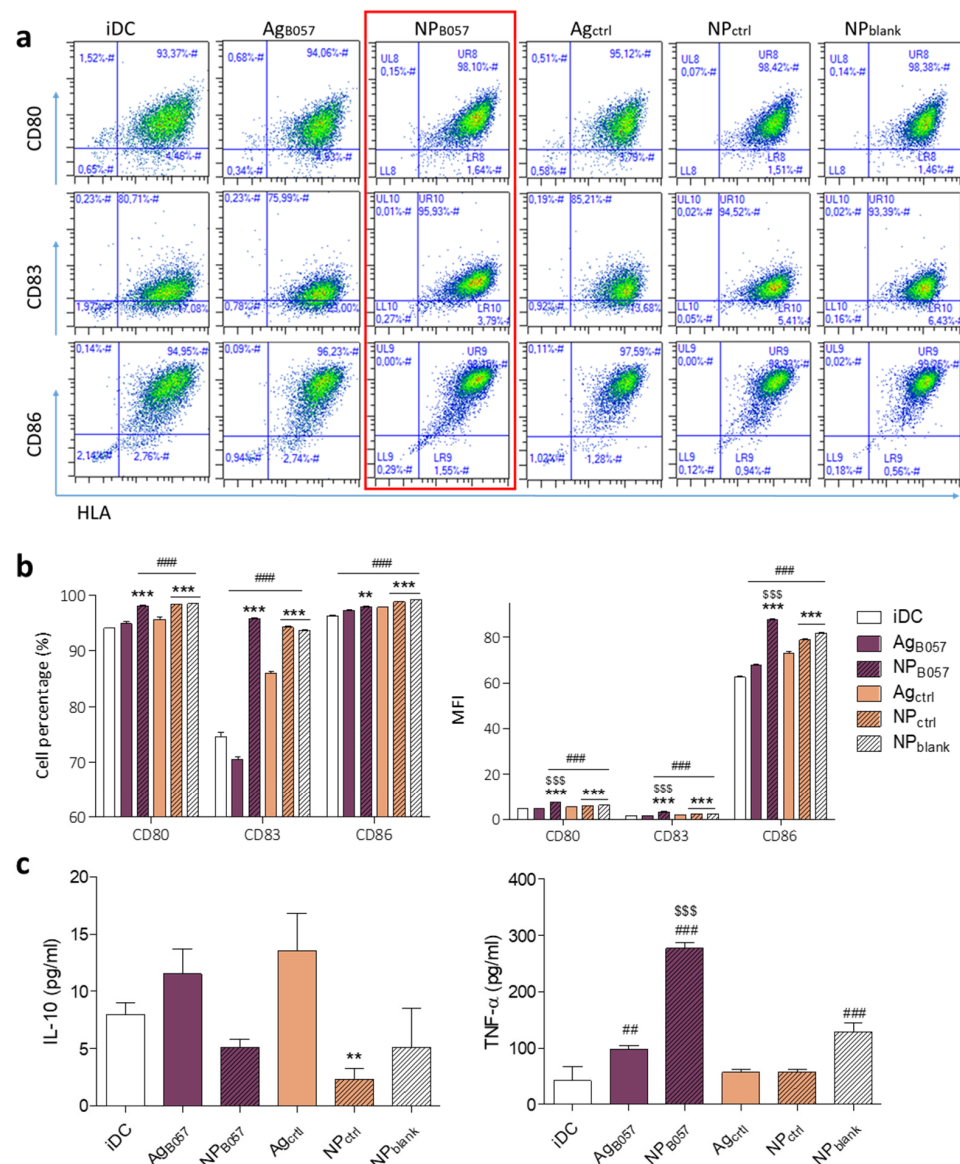 a
iDC
AgB057
NPB057
Agctrl
NPctrl
NPblank
CD80
1,52%-#
93,37%-#
0,65%-#
4,46%-#
0,68%-#
94,06%-#
0,34%-#
UL8
0,15%-#
UR8
98,10%-#
LL8
LR8
1,64%-#
0,51%-#
95,12%-#
0,58%-#
3,79%-#
UL8
0,07%-#
UR8
98,42%-#
LL8
LR8
1,51%-#
UL8
0,14%-#
UR8
98,38%-#
LL8
LR8
1,46%-#
CD83
0,23%-#
80,71%-#
1,97%-#
17,08%-#
0,23%-#
75,99%-#
0,78%-#
UL10
0,01%-#
UR10
95,93%-#
LL10
0,27%-#
LR10
3,79%-#
0,19%-#
85,21%-#
0,92%-#
UL10
0,02%-#
UR10
94,52%-#
LL10
0,05%-#
LR10
5,41%-#
UL10
0,02%-#
UR10
93,39%-#
LL10
0,16%-#
LR10
6,43%-#
CD86
0,14%-#
94,95%-#
2,14%-#
2,76%-#
0,09%-#
96,23%-#
0,94%-#
2,74%-#
UL9
0,00%-#
UR9
LL9
0,29%-#
LR9
1,55%-#
0,11%-#
97,59%-#
1,02%-#
1,28%-#
UL9
0,00%-#
UR9
LL9
0,12%-#
LR9
0,94%-#
UL9
0,02%-#
UR9
LL9
0,18%-#
LR9
0,56%-#
HLA
b
Cell percentage (%)
100
90
80
70
60
###
###
###
***
***
***
***
**
***
CD80
CD83
CD86
MFI
80
60
40
20
0
###
$$$
***
***
###
$$$
***
***
###
$$$
***
***
CD80
CD83
CD86
iDC
AgB057
NPB057
Agctrl
NPctrl
NPblank
c
IL-10 (pg/ml)
20
15
10
5
0
**
iDC
AgB057
NPB057
Agcrtl
NPctrl
NPblank
TNF-α (pg/ml)
400
300
200
100
0
##
$$$
###
###
iDC
AgB057
NPB057
Agcrtl
NPctrl
NPblank